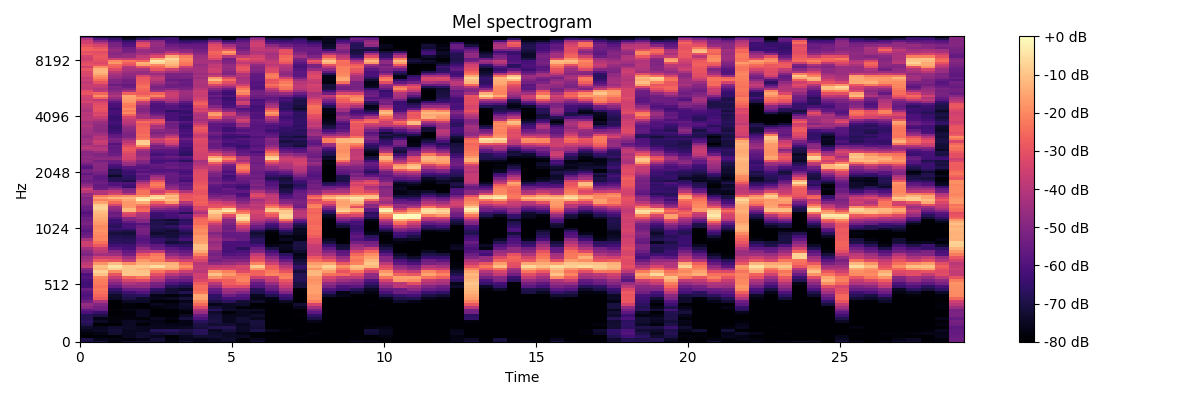 Mel spectrogram
Hz
8192
4096
2048
1024
512
0
0 5 10 15 20 25
Time
+0 dB
-10 dB
-20 dB
-30 dB
-40 dB
-50 dB
-60 dB
-70 dB
-80 dB